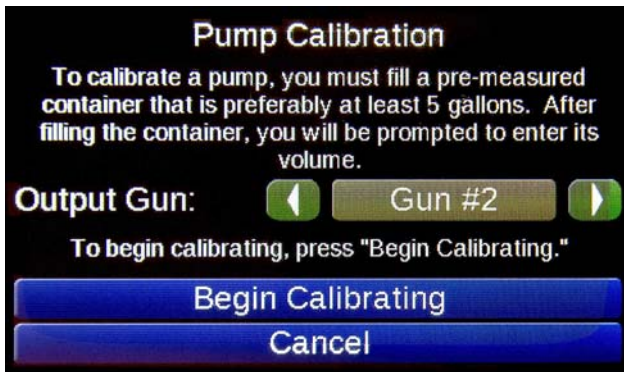 Pump Calibration
To calibrate a pump, you must fill a pre-measured
container that is preferably at least 5 gallons. After
filling the container, you will be prompted to enter its
volume.
Output Gun: Gun #2
To begin calibrating, press "Begin Calibrating."
Begin Calibrating
Cancel